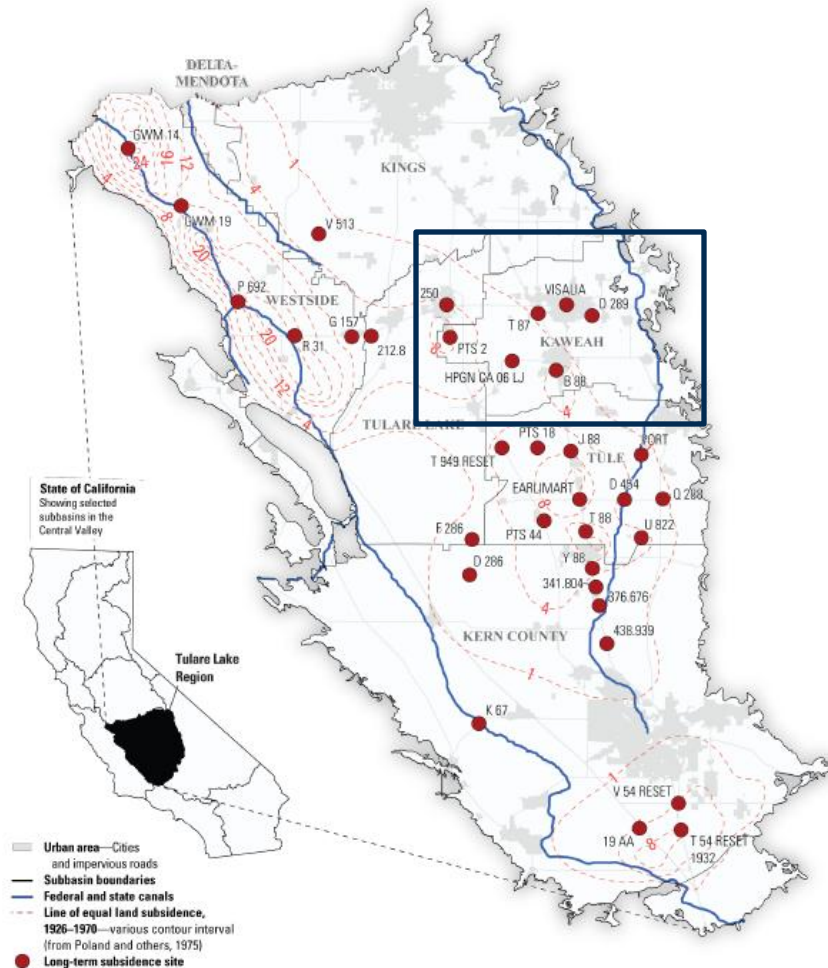 DELTA-
MENDOTA
GWM 14
24
16
12
4
1
KINGS
4
8
GWM 19
V 513
20
P 692
WESTSIDE
250
VISALIA
D 289
T 87
G 157
212.8
R 31
20
8
PTS 2
KAWEAH
HPGN CA 06 LJ
B 88
12
4
4
TULARE LAKE
PTS 18
J 88
PORT
T 949 RESET
TULE
EARLIMART
D 454
Q 288
8
T 88
PTS 44
U 822
E 286
D 286
Y 88
341.804
376.676
4
438.939
KERN COUNTY
1
K 67
1
V 54 RESET
19 AA
8
T 54 RESET
1932
State of California
Showing selected
subbasins in the
Central Valley
Tulare Lake
Region
Urban area—Cities
and impervious roads
Subbasin boundaries
Federal and state canals
Line of equal land subsidence,
1926–1970—various contour interval
(from Poland and others, 1975)
Long-term subsidence site